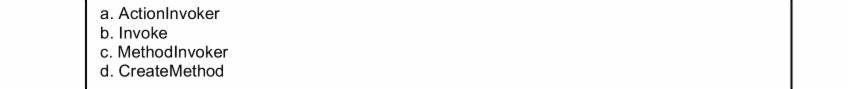 a. ActionInvoker
b. Invoke
c. MethodInvoker
d. CreateMethod